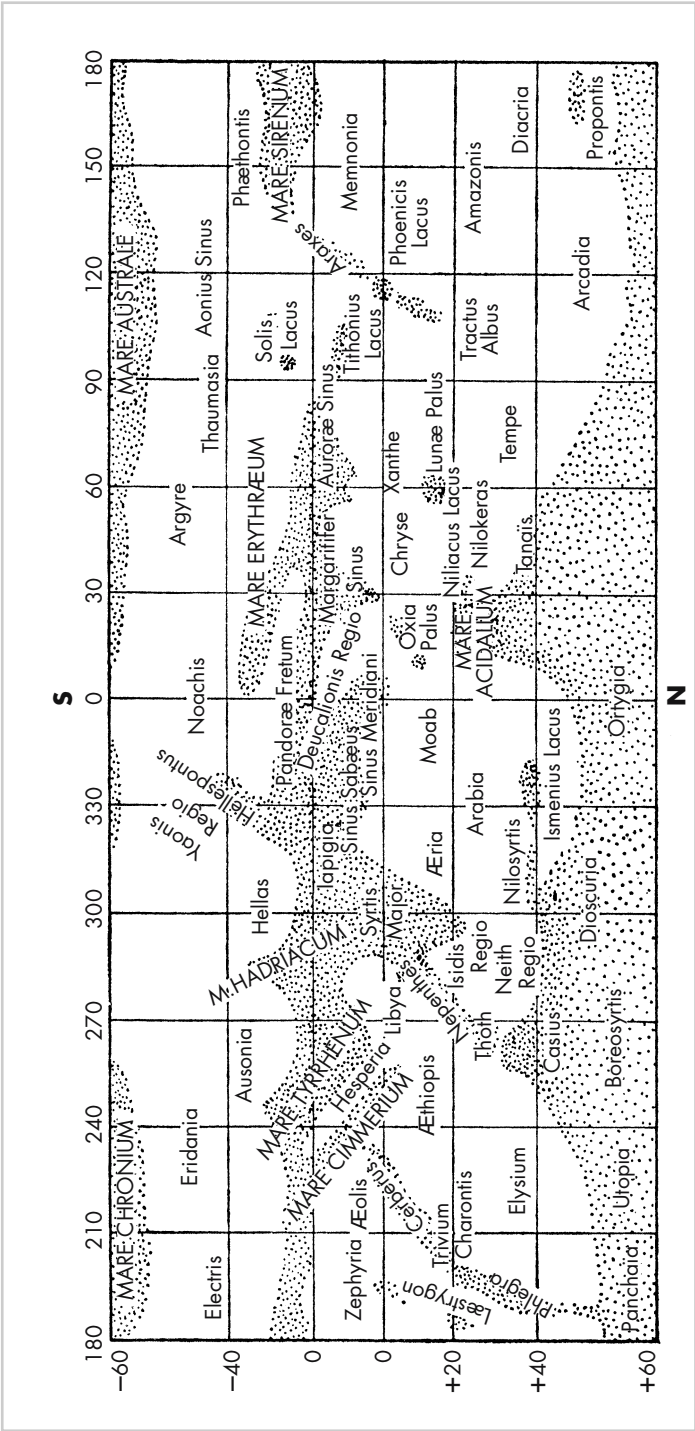 S
180
150
120
90
60
30
0
330
300
270
240
210
180
–60
–40
0
0
+20
+40
+60
MARE AUSTRALE
MARE CHRONIUM
Phæthontis
Aonius Sinus
Thaumasia
Argyre
Noachis
Yaonis
Regio
Hellespontus
Hellas
Ausonia
Eridania
Electris
MARE SIRENIUM
Solis
Lacus
MARE ERYTHRÆUM
Pandoræ Fretum
M.HADRIACUM
MARE TYRRHENUM
MARE CIMMERIUM
Memnonia
Araxes
Tithonius
Lacus
Auroræ Sinus
Margaritifer
Sinus
Deucalionis Regio
Sinus Sabæus
Sinus Meridiani
Iapigia
Syrtis
Major
Libya
Hesperia
Æolis
Zephyria
Phoenicis
Lacus
Xanthe
Chryse
Oxia
Palus
Moab
Æria
Nepenthes
Æthiopis
Cerberus
Læstrygon
Amazonis
Tractus
Albus
Lunæ Palus
Niliacus Lacus
Nilokeras
MARE
ACIDALIUM
Arabia
Isidis
Regio
Neith
Regio
Thoth
Trivium
Charontis
Phlegra
Diacria
Tempe
Tanaïs
Nilosyrtis
Ismenius Lacus
Casius
Elysium
Propontis
Arcadia
Ortygia
Dioscurja
Boreosyrtis
Utopia
Panchaia
N